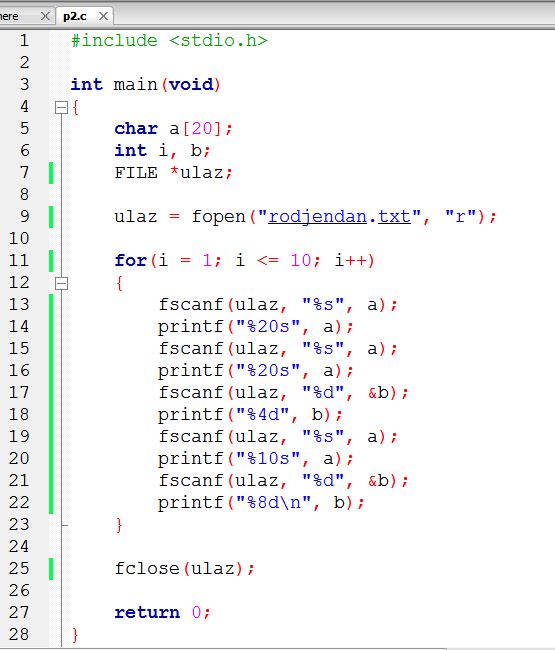 here × p2.c ×
1 #include <stdio.h>
2
3 int main(void)
4 {
5 char a[20];
6 int i, b;
7 FILE *ulaz;
8
9 ulaz = fopen("rodjendan.txt", "r");
10
11 for(i = 1; i <= 10; i++)
12 {
13 fscanf(ulaz, "%s", a);
14 printf("%20s", a);
15 fscanf(ulaz, "%s", a);
16 printf("%20s", a);
17 fscanf(ulaz, "%d", &b);
18 printf("%4d", b);
19 fscanf(ulaz, "%s", a);
20 printf("%10s", a);
21 fscanf(ulaz, "%d", &b);
22 printf("%8d\n", b);
23 }
24
25 fclose(ulaz);
26
27 return 0;
28 }